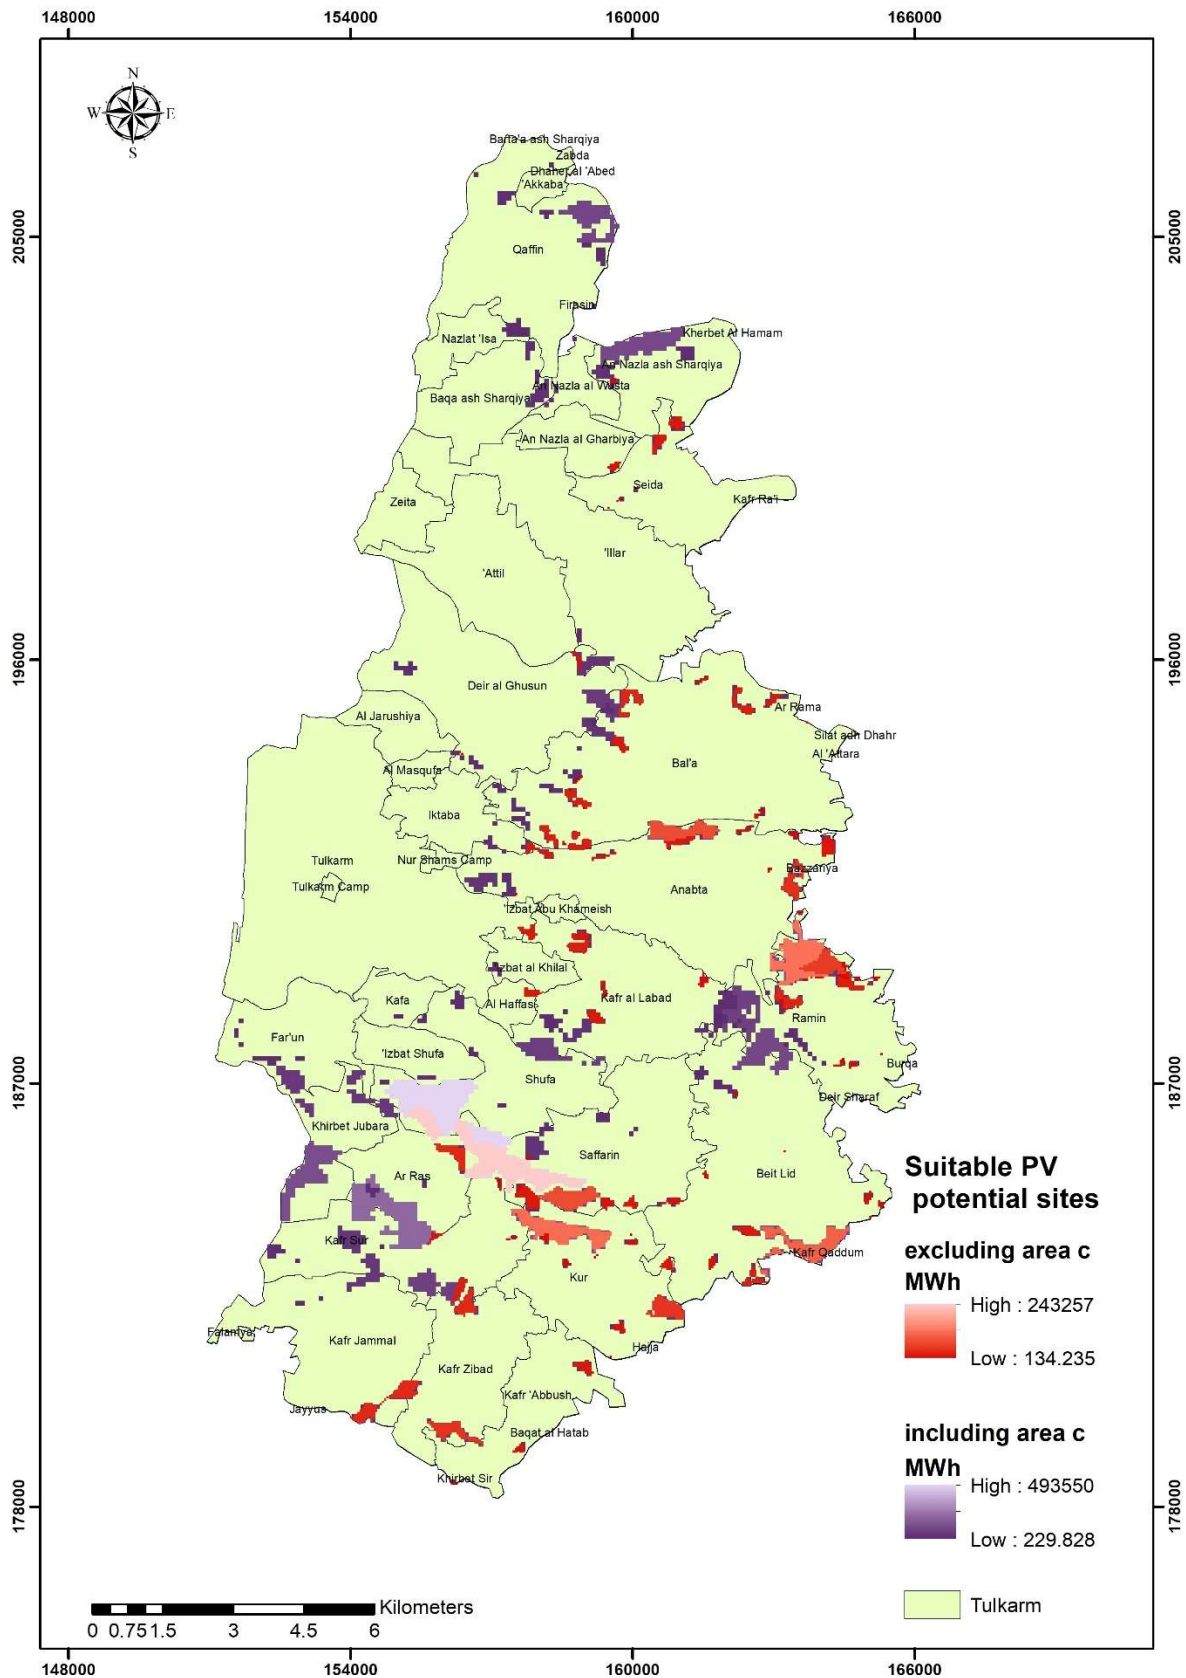 148000 154000 160000 166000
N
W E
S
Barta'a ash Sharqiya
Zabda
Dhaher al 'Abed
'Akkaba
205000 205000
Qaffin
Firasin
Kherbet Al Hamam
Nazlat 'Isa
An Nazla ash Sharqiya
An Nazla al Wusta
Baqa ash Sharqiya
An Nazla al Gharbiya
Seida
Zeita
Kafr Ra'i
'Illar
'Attil
196000 196000
Deir al Ghusun
Ar Rama
Al Jarushiya
Silat adh Dhahr
Al 'Attara
Bal'a
Al Masqufa
Iktaba
Tulkarm
Nur Shams Camp
Bazzariya
Tulkarm Camp
Anabta
'Izbat Abu Khameish
'Izbat al Khilal
Kafa
Al Haffasi
Kafr al Labad
Ramin
Far'un
'Izbat Shufa
Shufa
Burqa
187000 187000
Deir Sharaf
Khirbet Jubara
Saffarin
Ar Ras
Beit Lid
Kafr Sur
Kafr Qaddum
Kur
Falamya
Kafr Jammal
Hajja
Kafr Zibad
Kafr 'Abbush
Jayyus
Baqat al Hatab
Khirbet Sir
178000 178000
Suitable PV
potential sites
excluding area c
MWh
High : 243257
Low : 134.235
including area c
MWh
High : 493550
Low : 229.828
Tulkarm
Kilometers
0 0.75 1.5 3 4.5 6
148000 154000 160000 166000